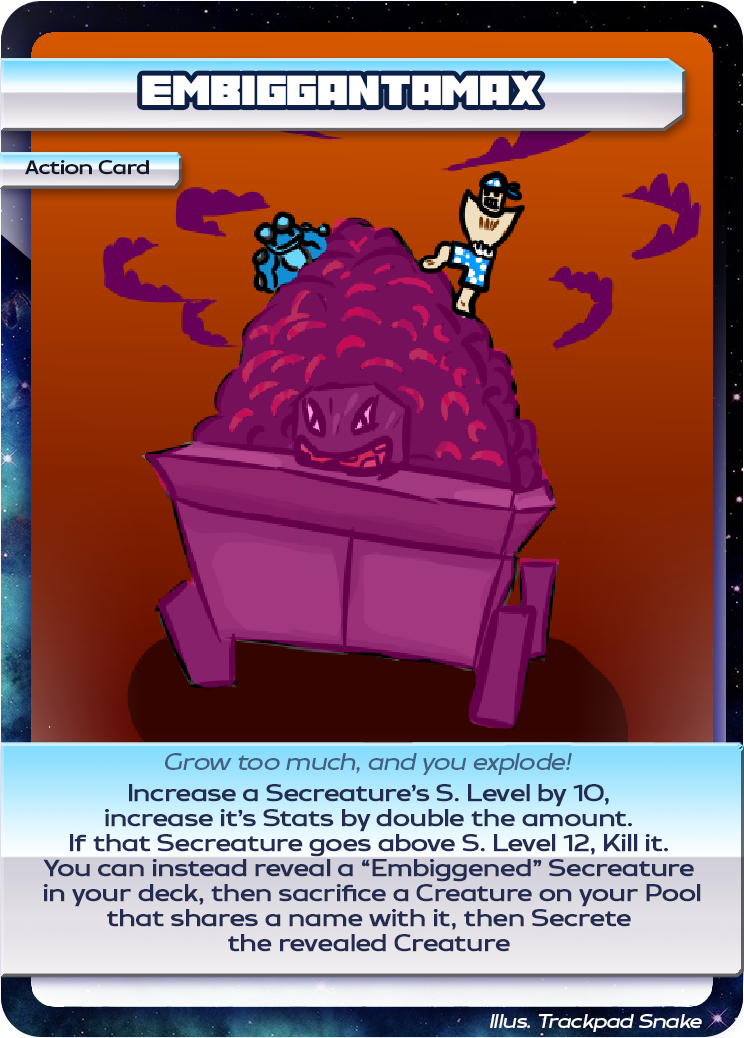 EMBIGGANTAMAX
Action Card
Grow too much, and you explode!
Increase a Secreature's S. Level by 10,
increase it's Stats by double the amount.
If that Secreature goes above S. Level 12, Kill it.
You can instead reveal a “Embiggened” Secreature
in your deck, then sacrifice a Creature on your Pool
that shares a name with it, then Secrete
the revealed Creature
Illus. Trackpad Snake